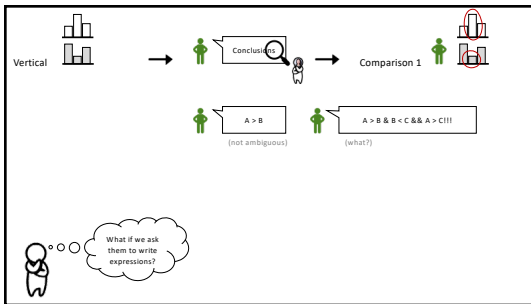 Vertical
Conclusions
Comparison 1
A > B
A > B & B < C && A > C!!!
(not ambiguous)
(what?)
What if we ask
them to write
expressions?